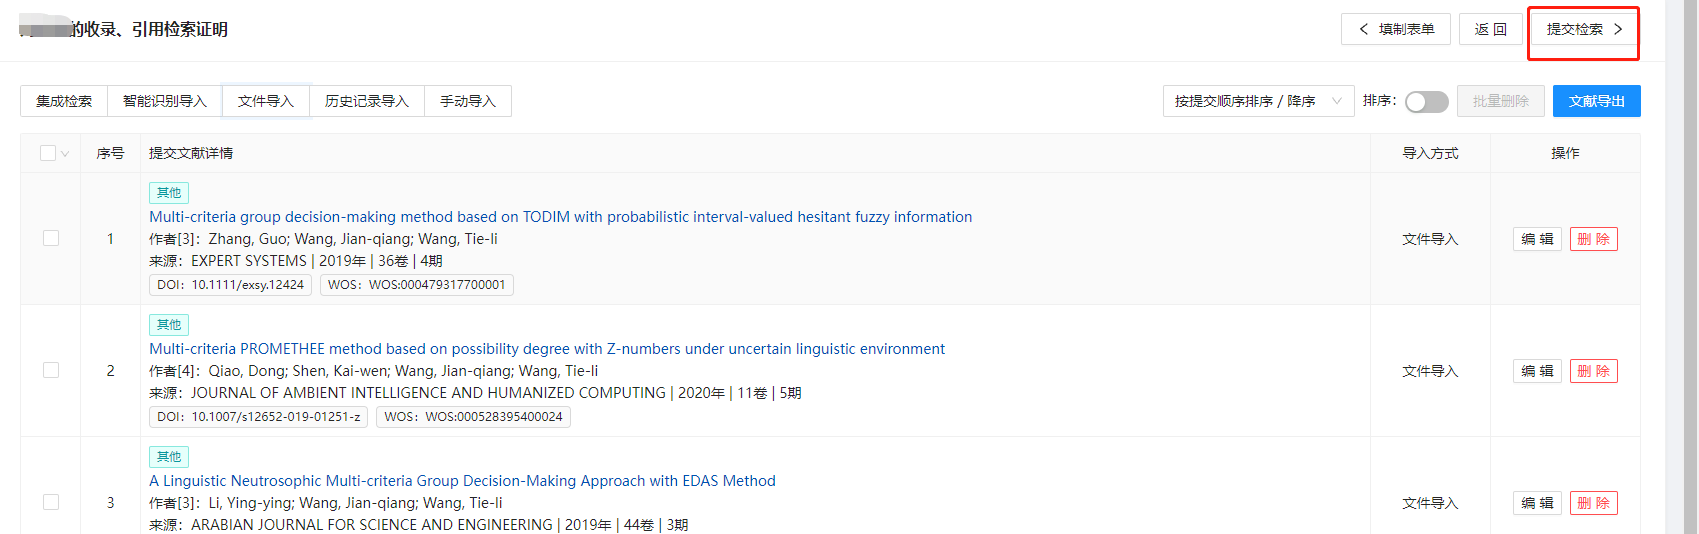 的收录、引用检索证明
填制表单 返 回 提交检索
集成检索 智能识别导入 文件导入 历史记录导入 手动导入 按提交顺序排序 / 降序 排序： 批量删除 文献导出
序号 提交文献详情 导入方式 操作
其他
Multi-criteria group decision-making method based on TODIM with probabilistic interval-valued hesitant fuzzy information
1 作者[3]：Zhang, Guo; Wang, Jian-qiang; Wang, Tie-li 文件导入 编 辑 删 除
来源：EXPERT SYSTEMS | 2019年 | 36卷 | 4期
DOI：10.1111/exsy.12424 WOS：WOS:000479317700001
其他
Multi-criteria PROMETHEE method based on possibility degree with Z-numbers under uncertain linguistic environment
2 作者[4]：Qiao, Dong; Shen, Kai-wen; Wang, Jian-qiang; Wang, Tie-li 文件导入 编 辑 删 除
来源：JOURNAL OF AMBIENT INTELLIGENCE AND HUMANIZED COMPUTING | 2020年 | 11卷 | 5期
DOI：10.1007/s12652-019-01251-z WOS：WOS:000528395400024
其他
A Linguistic Neutrosophic Multi-criteria Group Decision-Making Approach with EDAS Method
3 作者[3]：Li, Ying-ying; Wang, Jian-qiang; Wang, Tie-li 文件导入 编 辑 删 除
来源：ARABIAN JOURNAL FOR SCIENCE AND ENGINEERING | 2019年 | 44卷 | 3期